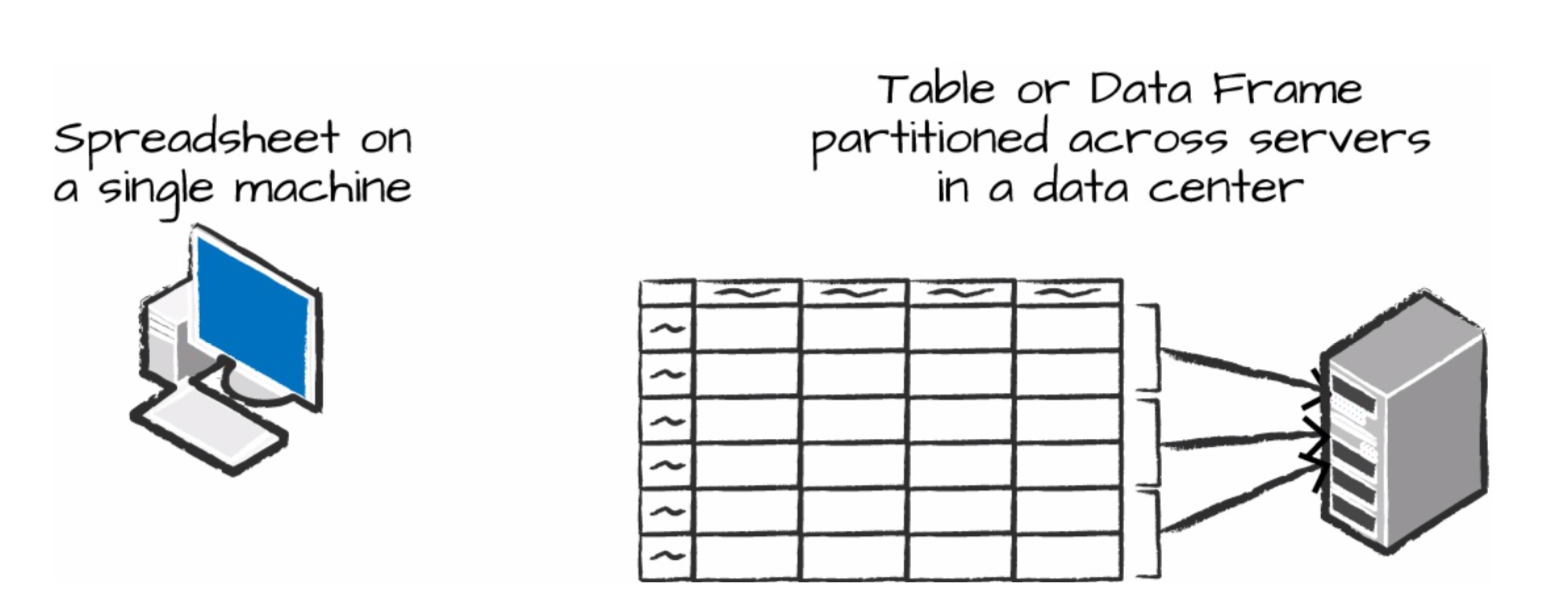 Spreadsheet on
a single machine
Table or Data Frame
partitioned across servers
in a data center